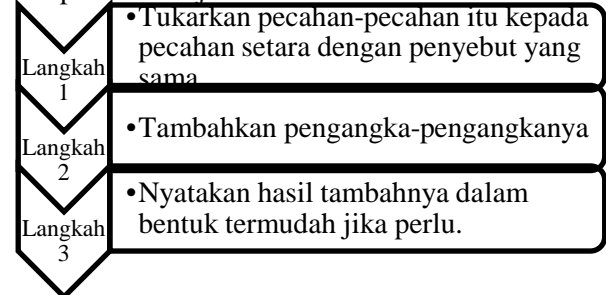 Langkah
1
•Tukarkan pecahan-pecahan itu kepada
pecahan setara dengan penyebut yang
sama
Langkah
2
•Tambahkan pengangka-pengangkanya
Langkah
3
•Nyatakan hasil tambahnya dalam
bentuk termudah jika perlu.